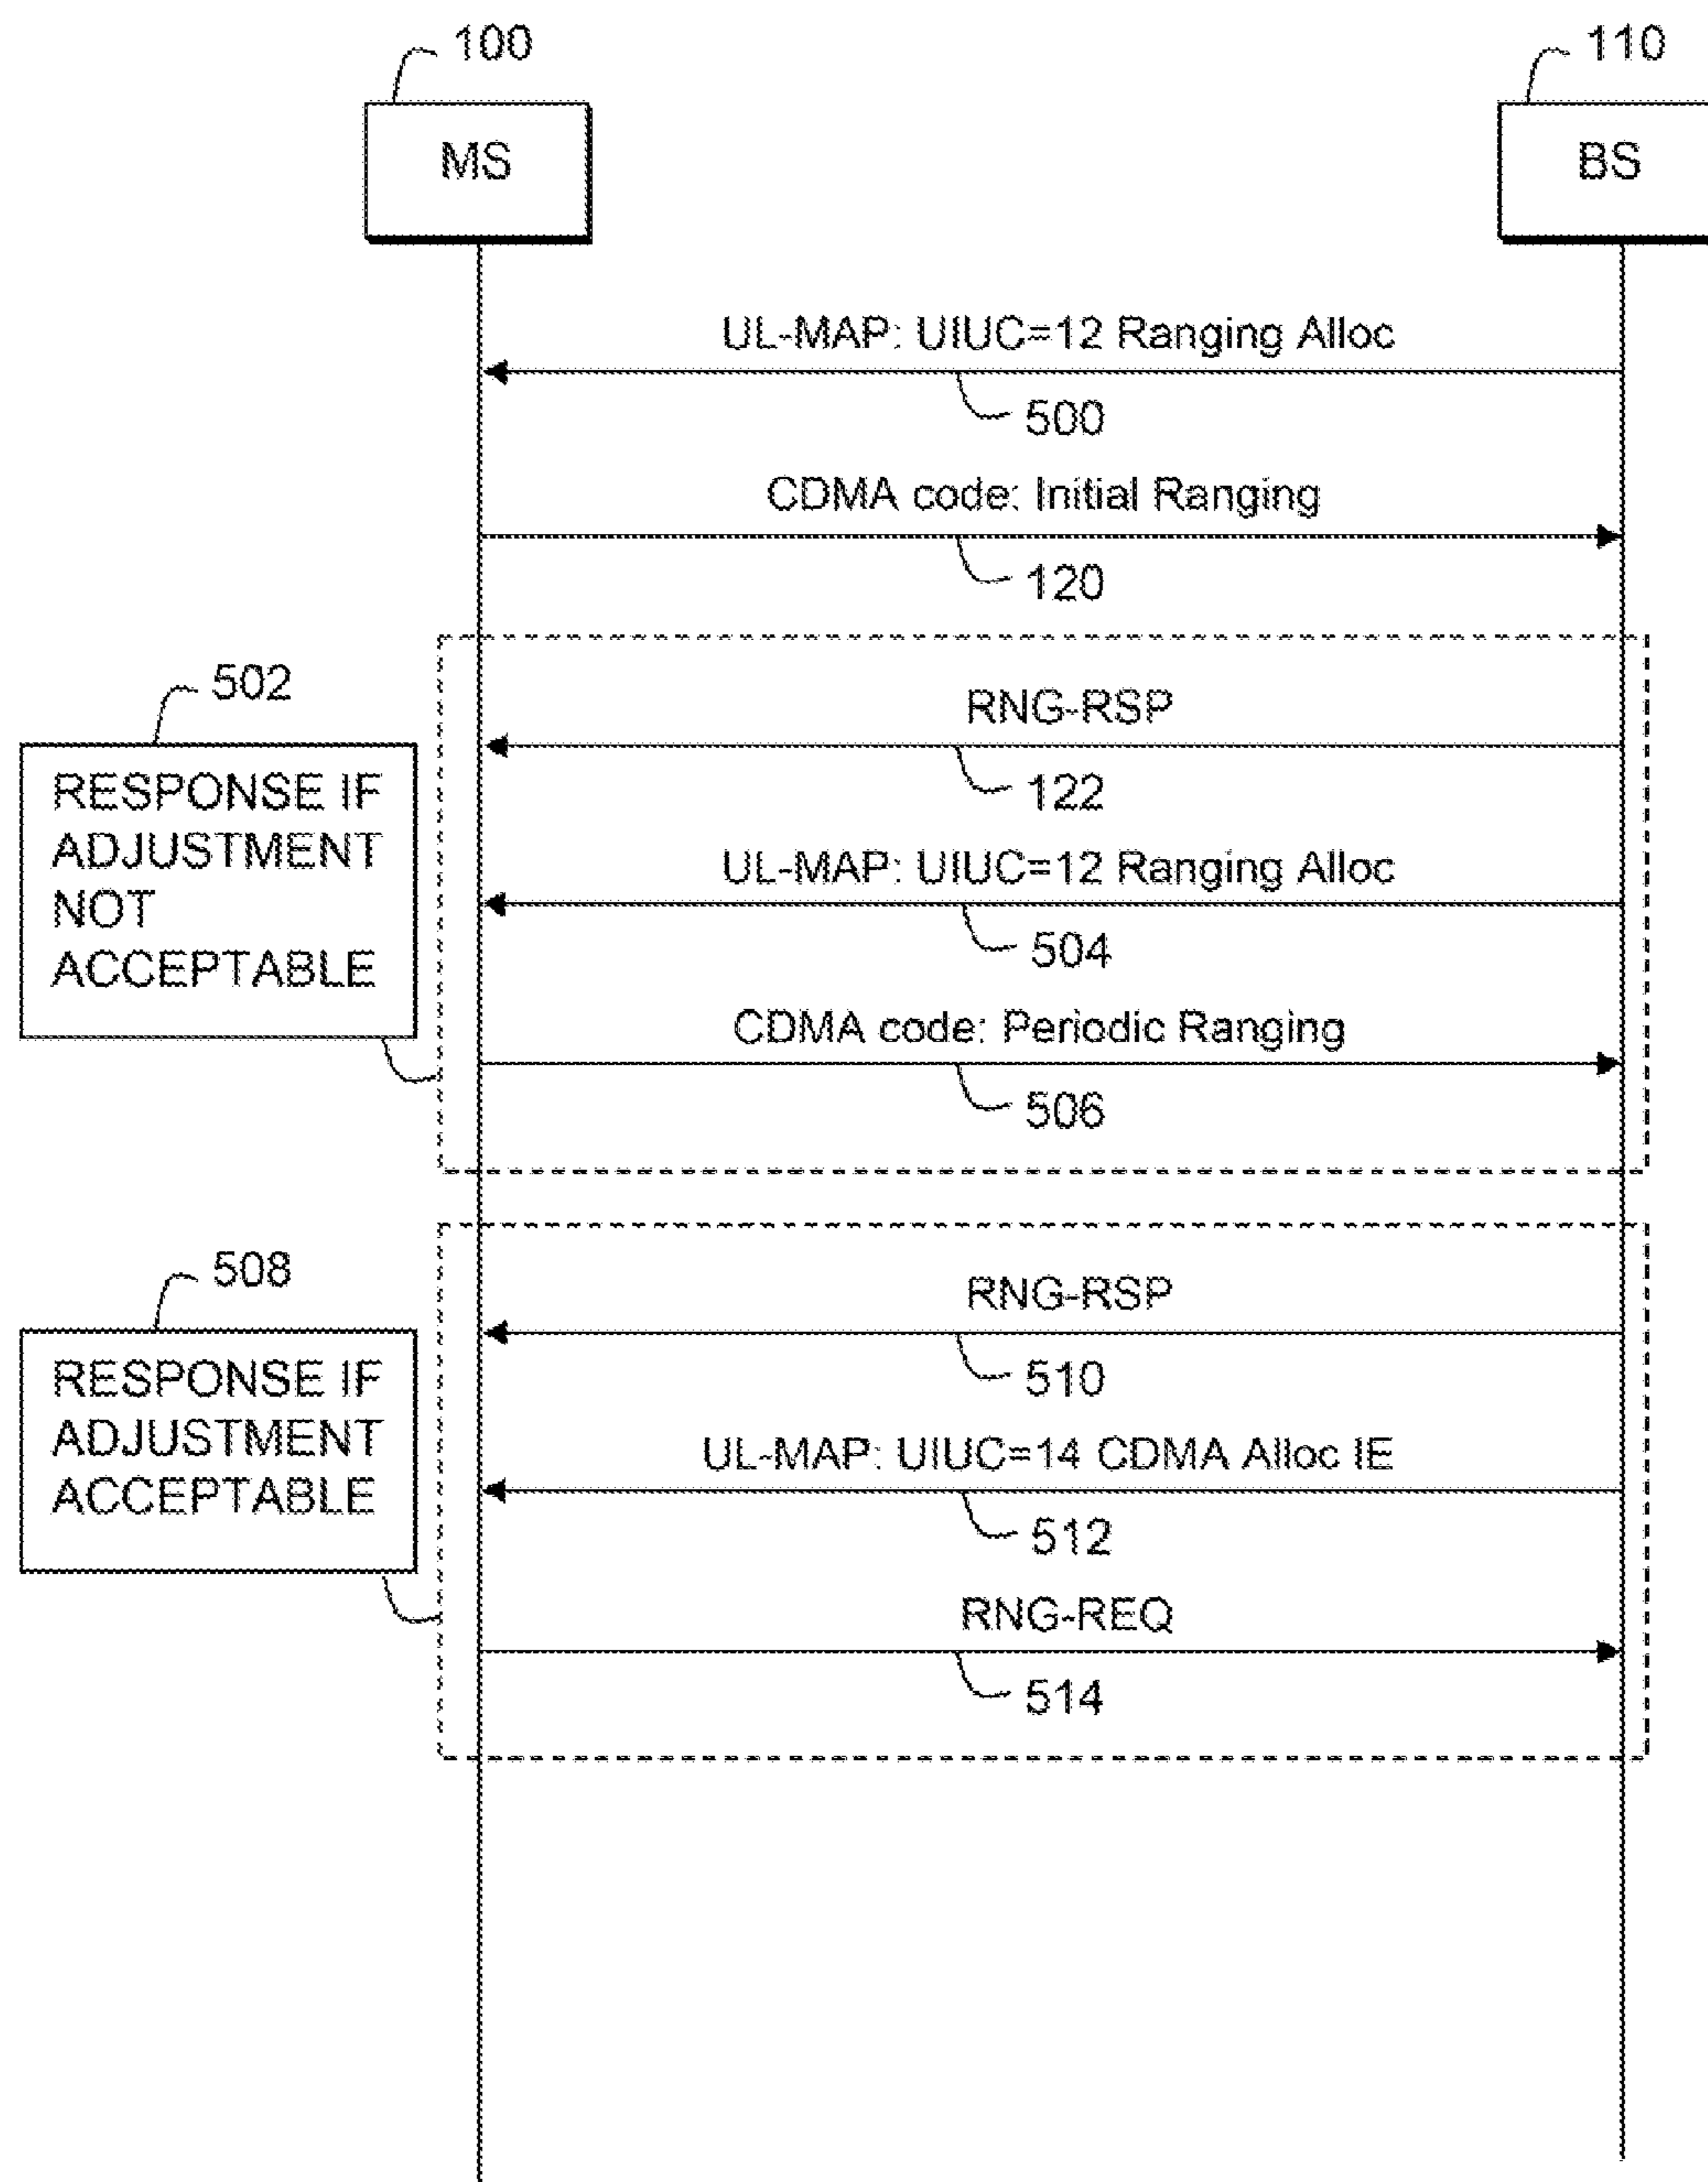 100
110
MS
BS
UL-MAP: UIUC=12 Ranging Alloc
500
CDMA code: Initial Ranging
120
502
RESPONSE IF
ADJUSTMENT
NOT
ACCEPTABLE
RNG-RSP
122
UL-MAP: UIUC=12 Ranging Alloc
504
CDMA code: Periodic Ranging
506
508
RESPONSE IF
ADJUSTMENT
ACCEPTABLE
RNG-RSP
510
UL-MAP: UIUC=14 CDMA Alloc IE
512
RNG-REQ
514